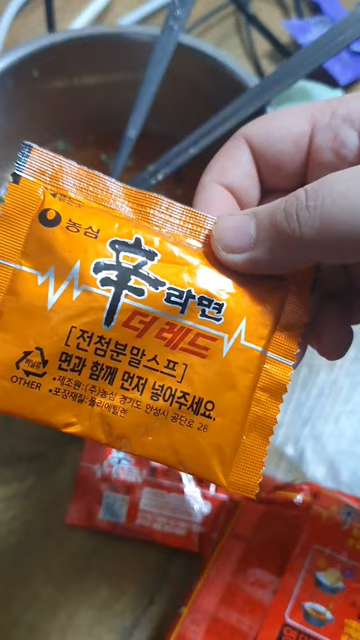 농심
辛라면
더 레드
[전첨분말스프]
면과 함께 먼저 넣어주세요.
•제조원:(주)농심 경기도 안성시 공단로 28
•포장재질:폴리에틸렌
OTHER